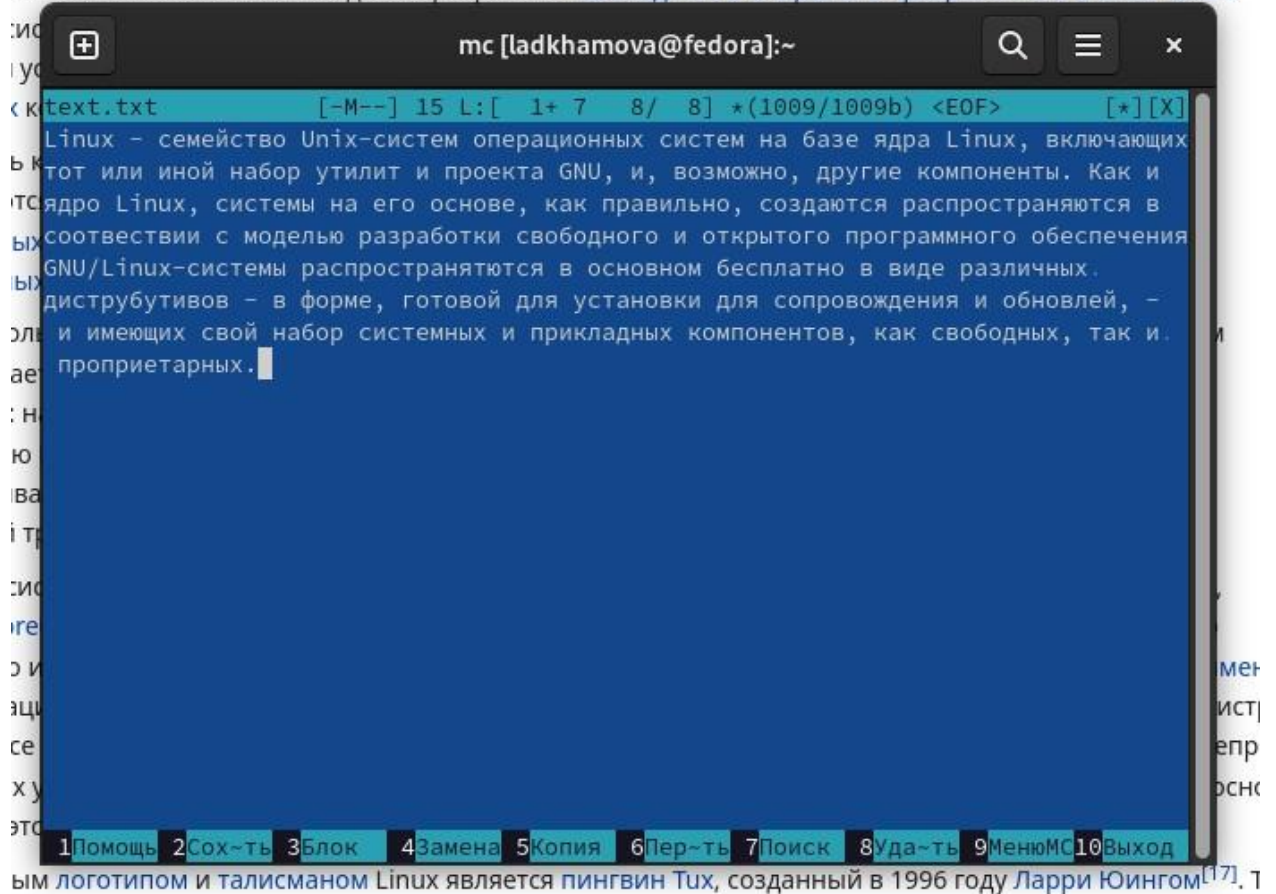 mc [ladkhamova@fedora]:~
text.txt [-M--] 15 L:[ 1+ 7 8/ 8] *(1009/1009b) <EOF> [*][X]
Linux – семейство Unix-систем операционных систем на базе ядра Linux, включающих
тот или иной набор утилит и проекта GNU, и, возможно, другие компоненты. Как и
ядро Linux, системы на его основе, как правильно, создаются распространяются в
соотвествии с моделью разработки свободного и открытого программного обеспечения
GNU/Linux-системы распространятются в основном бесплатно в виде различных.
диструбутивов – в форме, готовой для установки для сопровождения и обновлей, –
и имеющих свой набор системных и прикладных компонентов, как свободных, так и.
проприетарных.
1Помощь 2Сох~ть 3Блок 4Замена 5Копия 6Пер~ть 7Поиск 8Уда~ть 9МенюМС10Выход
ым логотипом и талисманом Linux является пингвин Tux, созданный в 1996 году Ларри Юингом[17]. Т